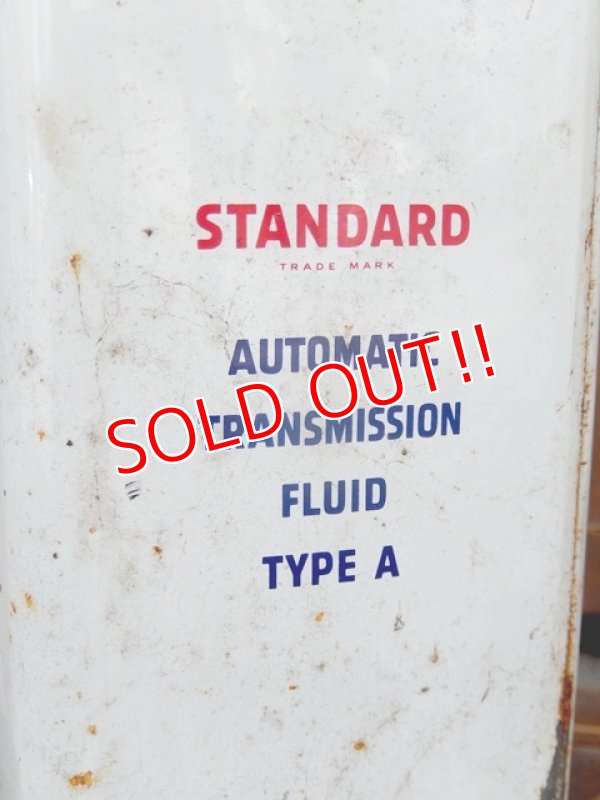 STANDARD
TRADE MARK
AUTOMATIC
SOLD OUT!!
TRANSMISSION
FLUID
TYPE A